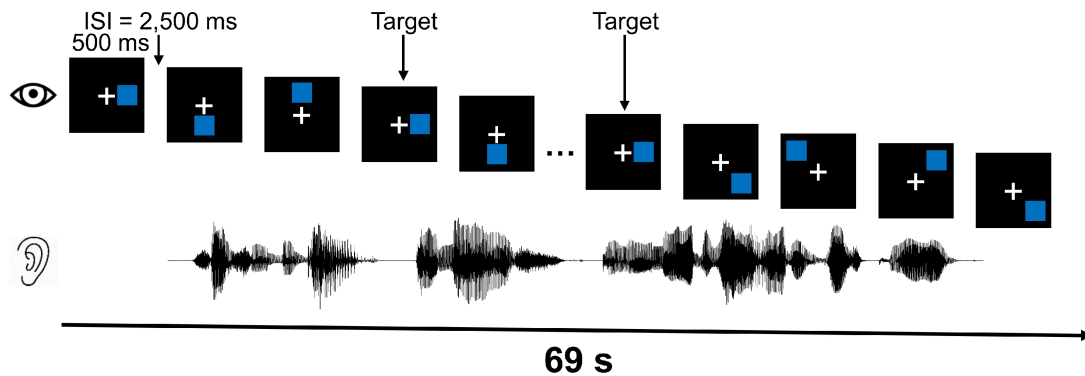 ISI = 2,500 ms
500 ms
Target
Target
...
69 s